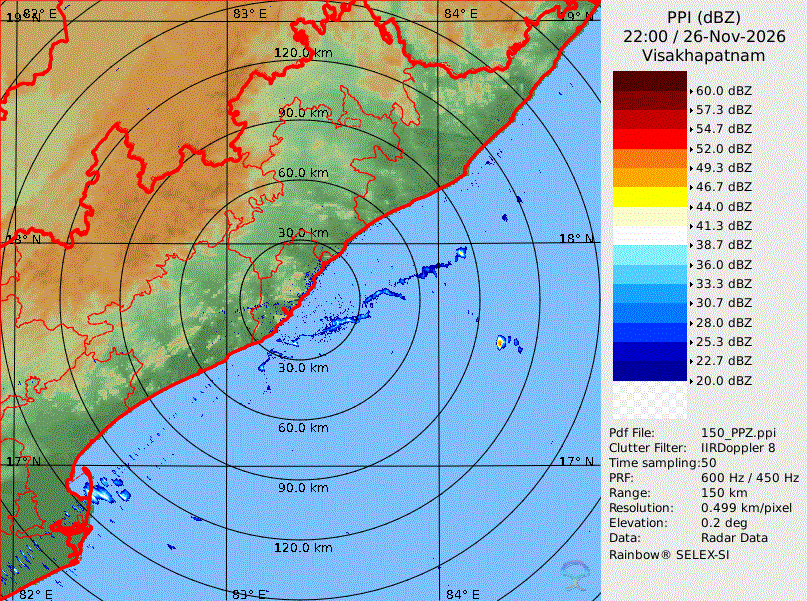 19° N
82° E
83° E
84° E
19° N
120.0 km
90.0 km
60.0 km
30.0 km
18° N
18° N
30.0 km
60.0 km
17° N
17° N
90.0 km
120.0 km
82° E
83° E
84° E
PPI (dBZ)
22:00 / 26-Nov-2026
Visakhapatnam
60.0 dBZ
57.3 dBZ
54.7 dBZ
52.0 dBZ
49.3 dBZ
46.7 dBZ
44.0 dBZ
41.3 dBZ
38.7 dBZ
36.0 dBZ
33.3 dBZ
30.7 dBZ
28.0 dBZ
25.3 dBZ
22.7 dBZ
20.0 dBZ
Pdf File: 150_PPZ.ppi
Clutter Filter: IIRDoppler 8
Time sampling:50
PRF: 600 Hz / 450 Hz
Range: 150 km
Resolution: 0.499 km/pixel
Elevation: 0.2 deg
Data: Radar Data
Rainbow® SELEX-SI